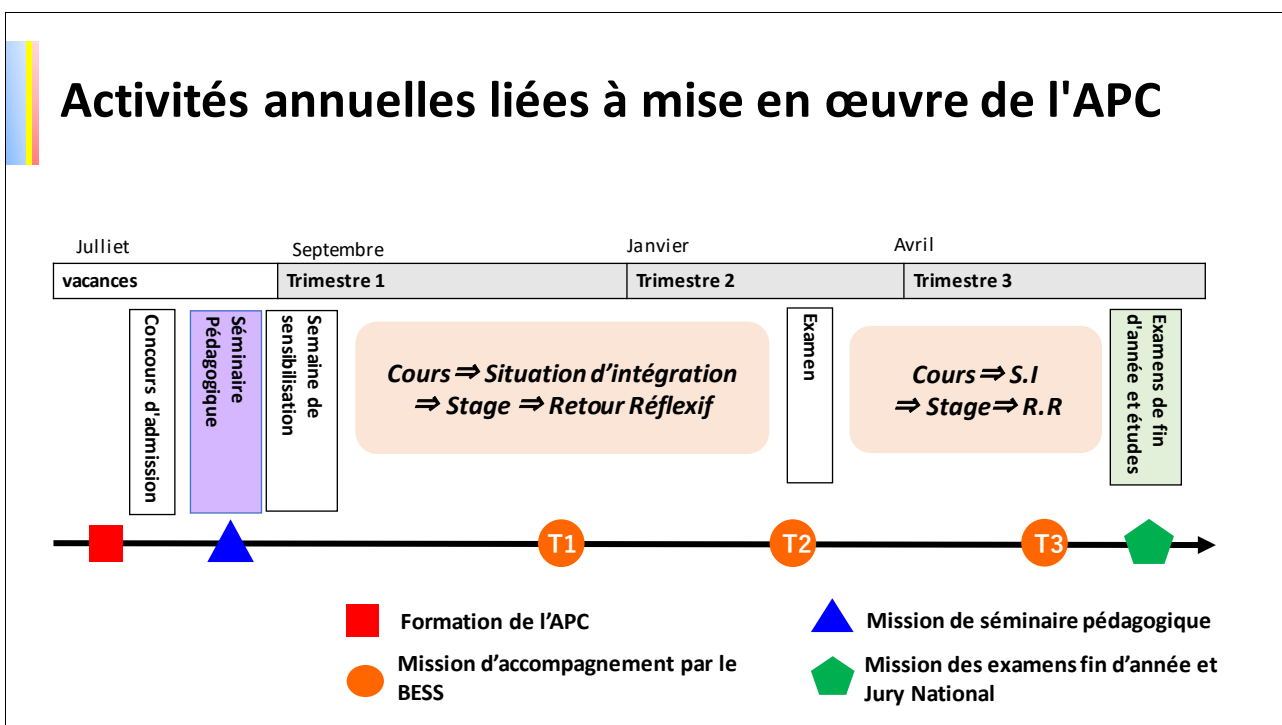 Activités annuelles liées à mise en œuvre de l'APC
Julliet
Septembre
Janvier
Avril
vacances
Trimestre 1
Trimestre 2
Trimestre 3
Concours d'admission
Séminaire
Pédagogique
Semaine de
sensibilisation
Cours ⇒ Situation d’intégration
⇒ Stage ⇒ Retour Réflexif
Examen
Cours ⇒ S.I
⇒ Stage⇒ R.R
Examens de fin
d'année et études
T1
T2
T3
Formation de l’APC
Mission de séminaire pédagogique
Mission d’accompagnement par le
BESS
Mission des examens fin d’année et
Jury National